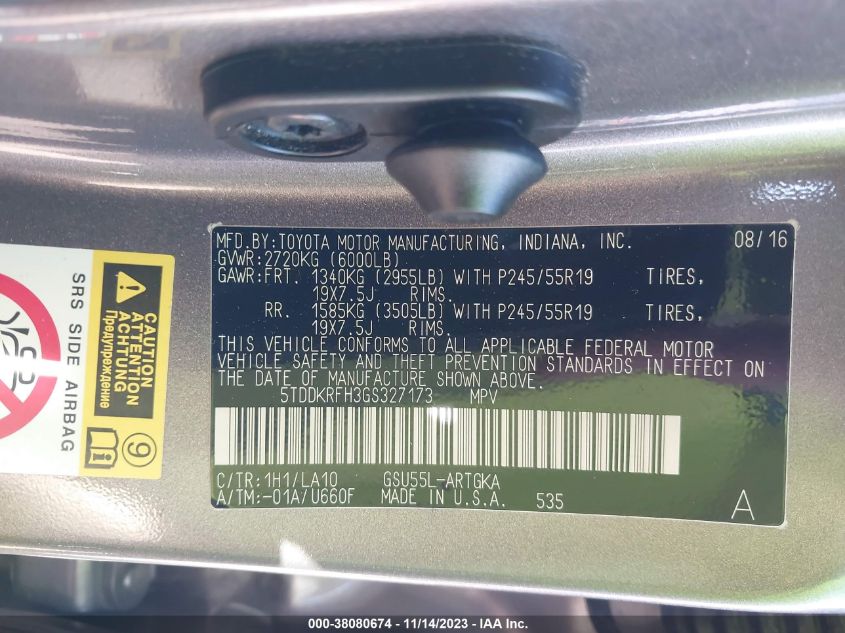 MFD.BY:TOYOTA MOTOR MANUFACTURING, INDIANA, INC. 08/16
GVWR:2720KG (6000LB)
GAWR:FRT. 1340KG (2955LB) WITH P245/55R19 TIRES,
19X7.5J RIMS.
RR. 1585KG (3505LB) WITH P245/55R19 TIRES,
19X7.5J RIMS.
THIS VEHICLE CONFORMS TO ALL APPLICABLE FEDERAL MOTOR
VEHICLE SAFETY AND THEFT PREVENTION STANDARDS IN EFFECT ON
THE DATE OF MANUFACTURE SHOWN ABOVE.
5TDDKRFH3GS327173 MPV
C/TR:1H1/LA10 GSU55L-ARTGKA
A/TM:-01A/U660F MADE IN U.S.A. 535 A
SRS SIDE AIRBAG
CAUTION
ATTENTION
ACHTUNG
Предупреждение
9
000-38080674 - 11/14/2023 - IAA Inc.